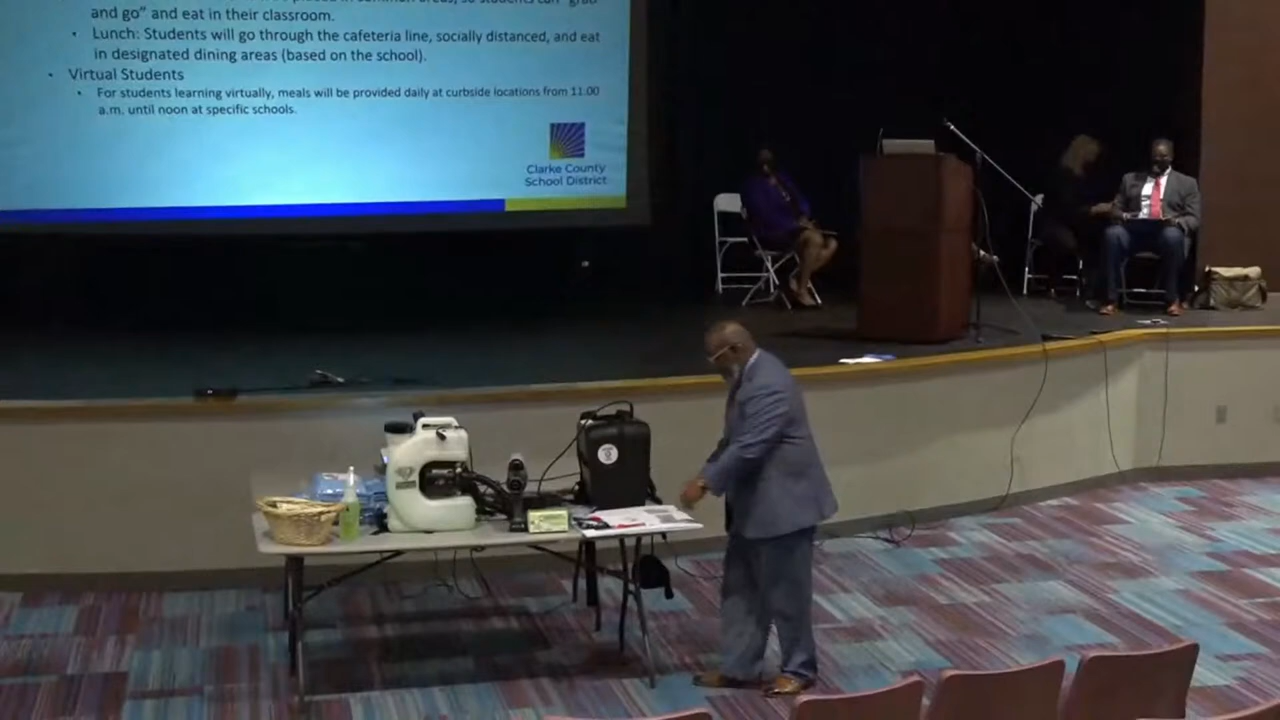 and go" and eat in their classroom.
• Lunch: Students will go through the cafeteria line, socially distanced, and eat
in designated dining areas (based on the school).
• Virtual Students
• For students learning virtually, meals will be provided daily at curbside locations from 11:00
a.m. until noon at specific schools.
Clarke County
School District